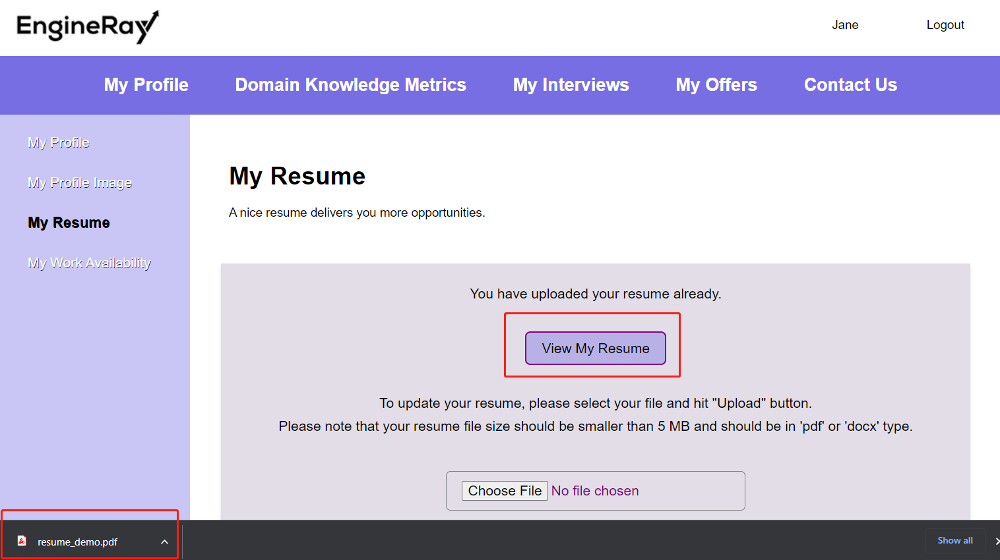 EngineRay
Jane
Logout
My Profile
Domain Knowledge Metrics
My Interviews
My Offers
Contact Us
My Profile
My Profile Image
My Resume
My Work Availability
My Resume
A nice resume delivers you more opportunities.
You have uploaded your resume already.
View My Resume
To update your resume, please select your file and hit "Upload" button.
Please note that your resume file size should be smaller than 5 MB and should be in 'pdf' or 'docx' type.
Choose File No file chosen
resume_demo.pdf
Show all